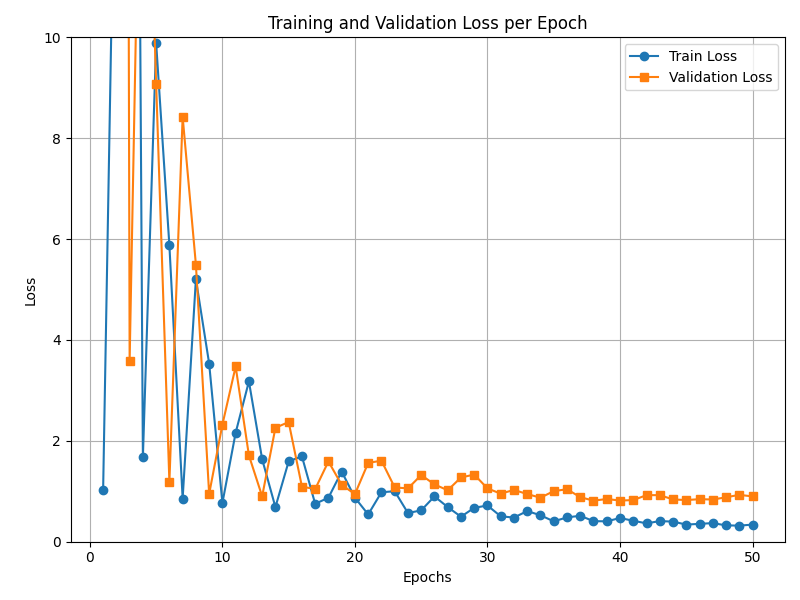 Training and Validation Loss per Epoch
Train Loss
Validation Loss
Loss
10
8
6
4
2
0
0 10 20 30 40 50
Epochs